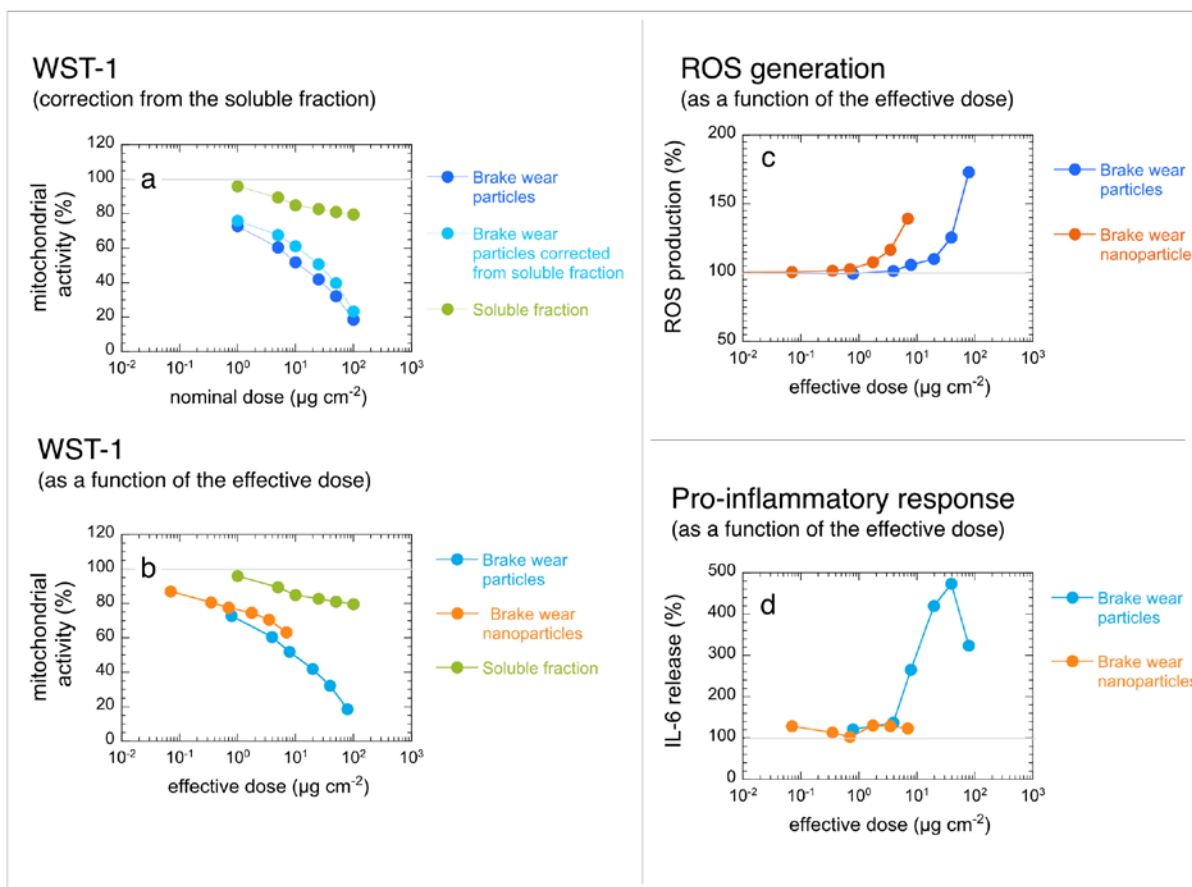 WST-1
(correction from the soluble fraction)
120
100
80
60
40
20
0
mitochondrial
activity (%)
a
10⁻²
10⁻¹
10⁰
10¹
10²
10³
nominal dose (µg cm⁻²)
Brake wear
particles
Brake wear
particles corrected
from soluble fraction
Soluble fraction
WST-1
(as a function of the effective dose)
120
100
80
60
40
20
0
mitochondrial
activity (%)
b
10⁻²
10⁻¹
10⁰
10¹
10²
10³
effective dose (µg cm⁻²)
Brake wear
particles
Brake wear
nanoparticles
Soluble fraction
ROS generation
(as a function of the effective dose)
200
150
100
50
ROS production (%)
c
10⁻²
10⁻¹
10⁰
10¹
10²
10³
effective dose (µg cm⁻²)
Brake wear
particles
Brake wear
nanoparticle
Pro-inflammatory response
(as a function of the effective dose)
500
400
300
200
100
0
IL-6 release (%)
d
10⁻²
10⁻¹
10⁰
10¹
10²
10³
effective dose (µg cm⁻²)
Brake wear
particles
Brake wear
nanoparticles